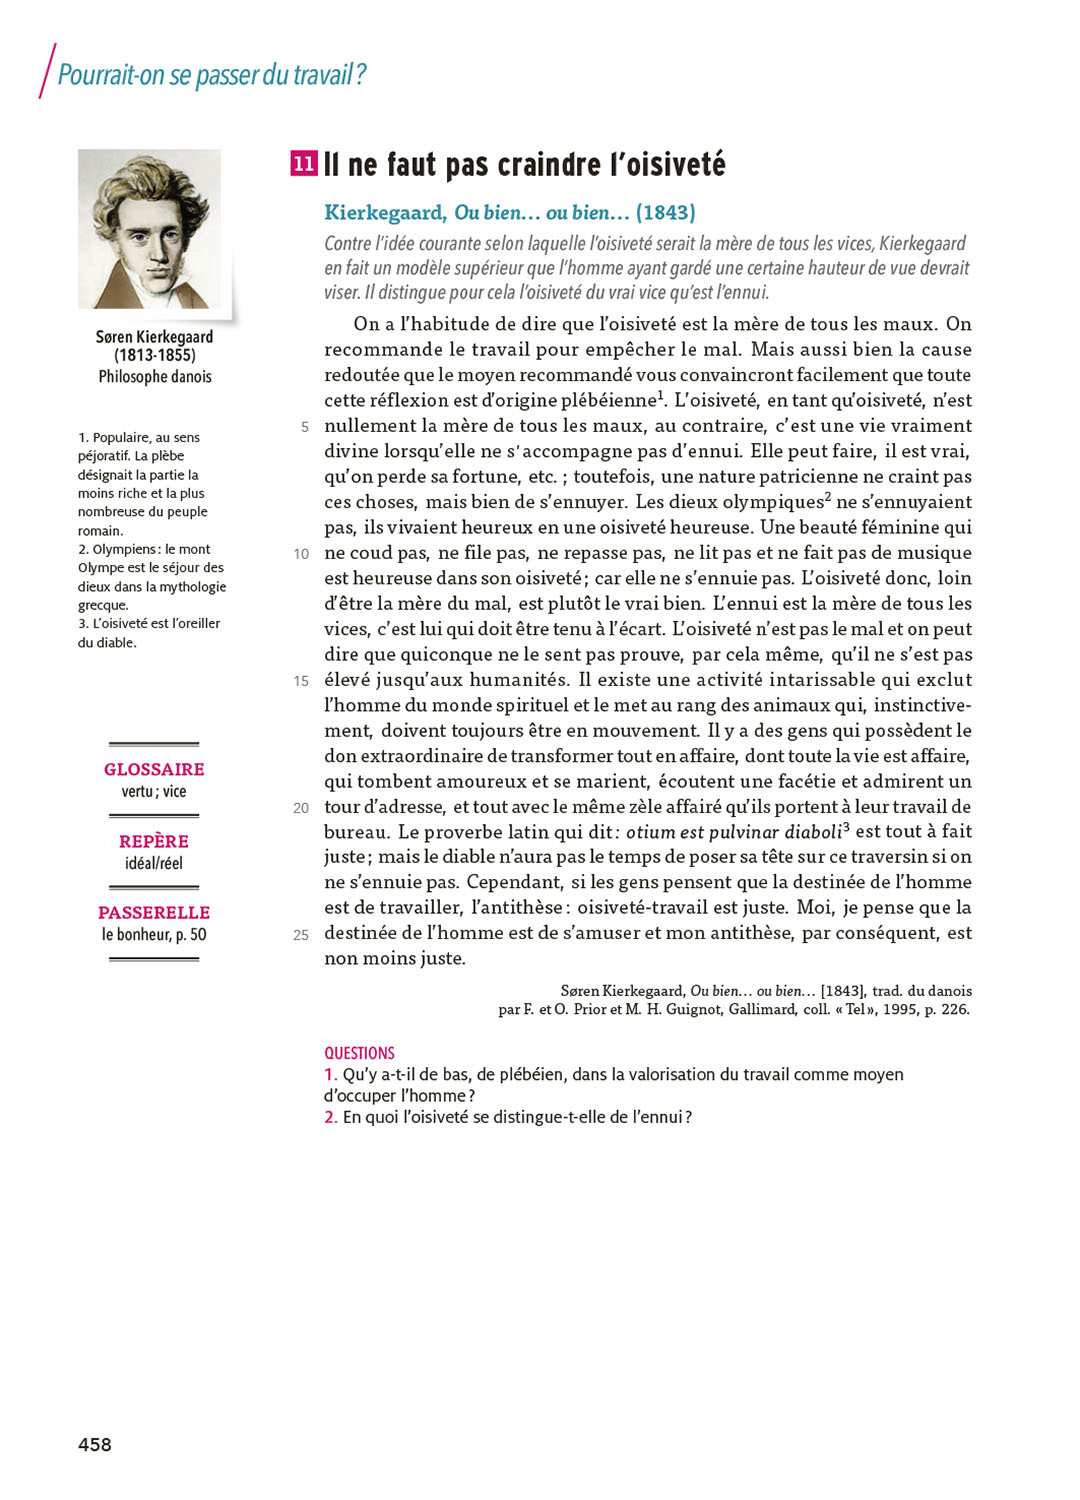 Pourrait-on se passer du travail ?
Søren Kierkegaard
(1813-1855)
Philosophe danois
1. Populaire, au sens
péjoratif. La plèbe
désignait la partie la
moins riche et la plus
nombreuse du peuple
romain.
2. Olympiens : le mont
Olympe est le séjour des
dieux dans la mythologie
grecque.
3. L’oisiveté est l’oreiller
du diable.
GLOSSAIRE
vertu ; vice
REPÈRE
idéal/réel
PASSERELLE
le bonheur, p. 50
11 Il ne faut pas craindre l’oisiveté
Kierkegaard, Ou bien… ou bien… (1843)
Contre l’idée courante selon laquelle l’oisiveté serait la mère de tous les vices, Kierkegaard
en fait un modèle supérieur que l’homme ayant gardé une certaine hauteur de vue devrait
viser. Il distingue pour cela l’oisiveté du vrai vice qu’est l’ennui.
On a l’habitude de dire que l’oisiveté est la mère de tous les maux. On
recommande le travail pour empêcher le mal. Mais aussi bien la cause
redoutée que le moyen recommandé vous convaincront facilement que toute
cette réflexion est d’origine plébéienne1. L’oisiveté, en tant qu’oisiveté, n’est
5 nullement la mère de tous les maux, au contraire, c’est une vie vraiment
divine lorsqu’elle ne s’accompagne pas d’ennui. Elle peut faire, il est vrai,
qu’on perde sa fortune, etc. ; toutefois, une nature patricienne ne craint pas
ces choses, mais bien de s’ennuyer. Les dieux olympiques2 ne s’ennuyaient
pas, ils vivaient heureux en une oisiveté heureuse. Une beauté féminine qui
10 ne coud pas, ne file pas, ne repasse pas, ne lit pas et ne fait pas de musique
est heureuse dans son oisiveté ; car elle ne s’ennuie pas. L’oisiveté donc, loin
d’être la mère du mal, est plutôt le vrai bien. L’ennui est la mère de tous les
vices, c’est lui qui doit être tenu à l’écart. L’oisiveté n’est pas le mal et on peut
dire que quiconque ne le sent pas prouve, par cela même, qu’il ne s’est pas
15 élevé jusqu’aux humanités. Il existe une activité intarissable qui exclut
l’homme du monde spirituel et le met au rang des animaux qui, instinctive-
ment, doivent toujours être en mouvement. Il y a des gens qui possèdent le
don extraordinaire de transformer tout en affaire, dont toute la vie est affaire,
qui tombent amoureux et se marient, écoutent une facétie et admirent un
20 tour d’adresse, et tout avec le même zèle affairé qu’ils portent à leur travail de
bureau. Le proverbe latin qui dit : otium est pulvinar diaboli3 est tout à fait
juste ; mais le diable n’aura pas le temps de poser sa tête sur ce traversin si on
ne s’ennuie pas. Cependant, si les gens pensent que la destinée de l’homme
est de travailler, l’antithèse : oisiveté-travail est juste. Moi, je pense que la
25 destinée de l’homme est de s’amuser et mon antithèse, par conséquent, est
non moins juste.
Søren Kierkegaard, Ou bien… ou bien… [1843], trad. du danois
par F. et O. Prior et M. H. Guignot, Gallimard, coll. « Tel », 1995, p. 226.
QUESTIONS
1. Qu’y a-t-il de bas, de plébéien, dans la valorisation du travail comme moyen
d’occuper l’homme ?
2. En quoi l’oisiveté se distingue-t-elle de l’ennui ?
458